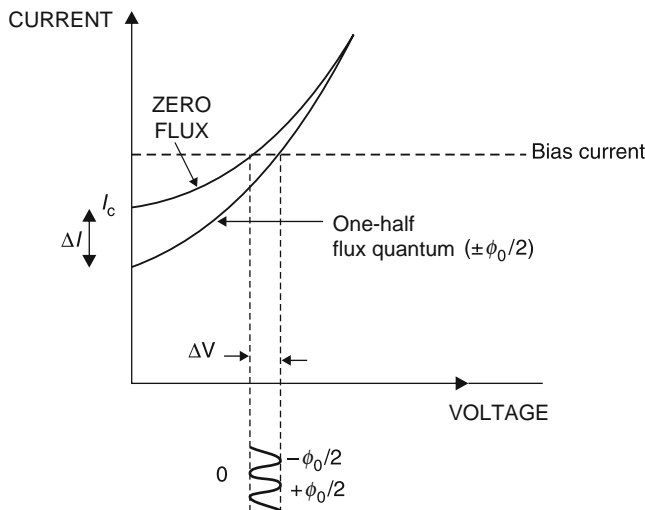 CURRENT
ZERO
FLUX
Bias current
I_c
ΔI
One-half
flux quantum (±ϕ₀/2)
ΔV
VOLTAGE
0
−ϕ₀/2
+ϕ₀/2